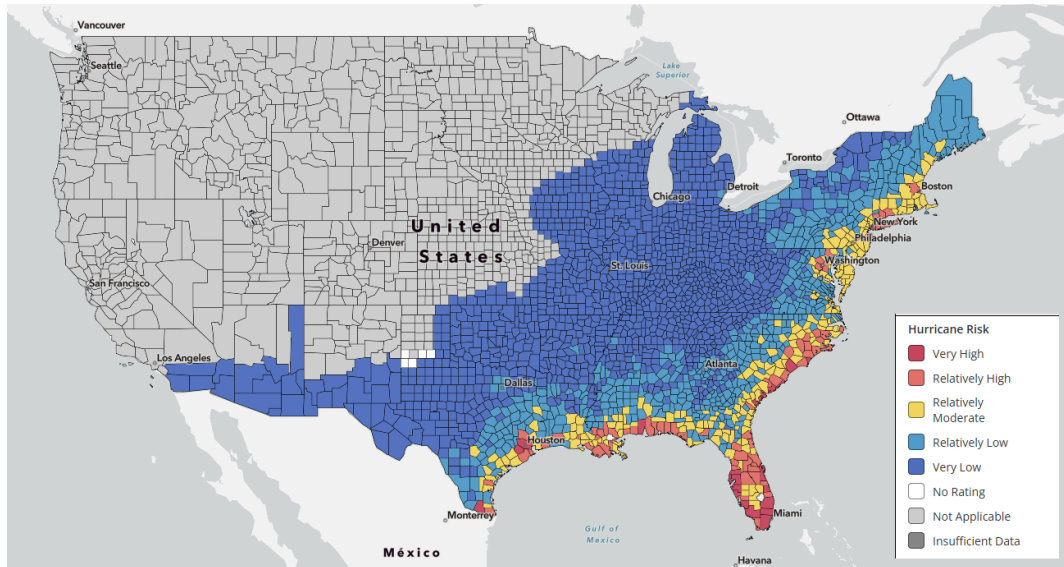 Vancouver
Seattle
Lake
Superior
Ottawa
Toronto
Boston
Detroit
Chicago
New York
Philadelphia
United
Denver
States
St. Louis
Washington
San Francisco
Los Angeles
Atlanta
Dallas
Houston
Monterrey
Miami
Gulf of
Mexico
México
Havana
Hurricane Risk
Very High
Relatively High
Relatively
Moderate
Relatively Low
Very Low
No Rating
Not Applicable
Insufficient Data